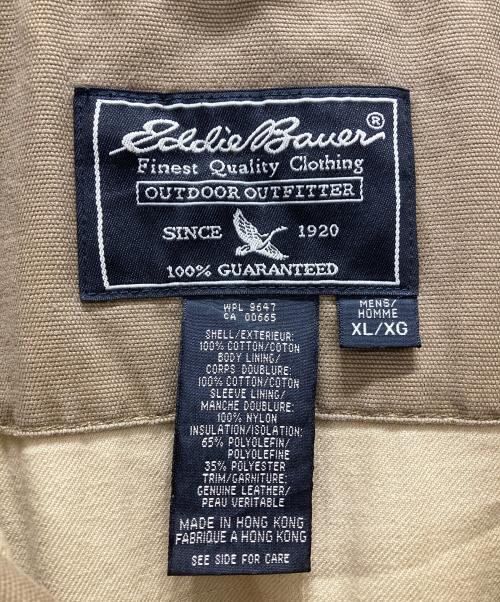 Eddie Bauer®
Finest Quality Clothing
OUTDOOR OUTFITTER
SINCE 1920
100% GUARANTEED
MENS/
HOMME
XL/XG
WPL 9647
CA 00665
SHELL/EXTERIEUR:
100% COTTON/COTON
BODY LINING/
CORPS DOUBLURE:
100% COTTON/COTON
SLEEVE LINING/
MANCHE DOUBLURE:
100% NYLON
INSULATION/ISOLATION:
65% POLYOLEFIN/
POLYOLEFINE
35% POLYESTER
TRIM/GARNITURE:
GENUINE LEATHER/
PEAU VERITABLE
MADE IN HONG KONG
FABRIQUE A HONG KONG
SEE SIDE FOR CARE